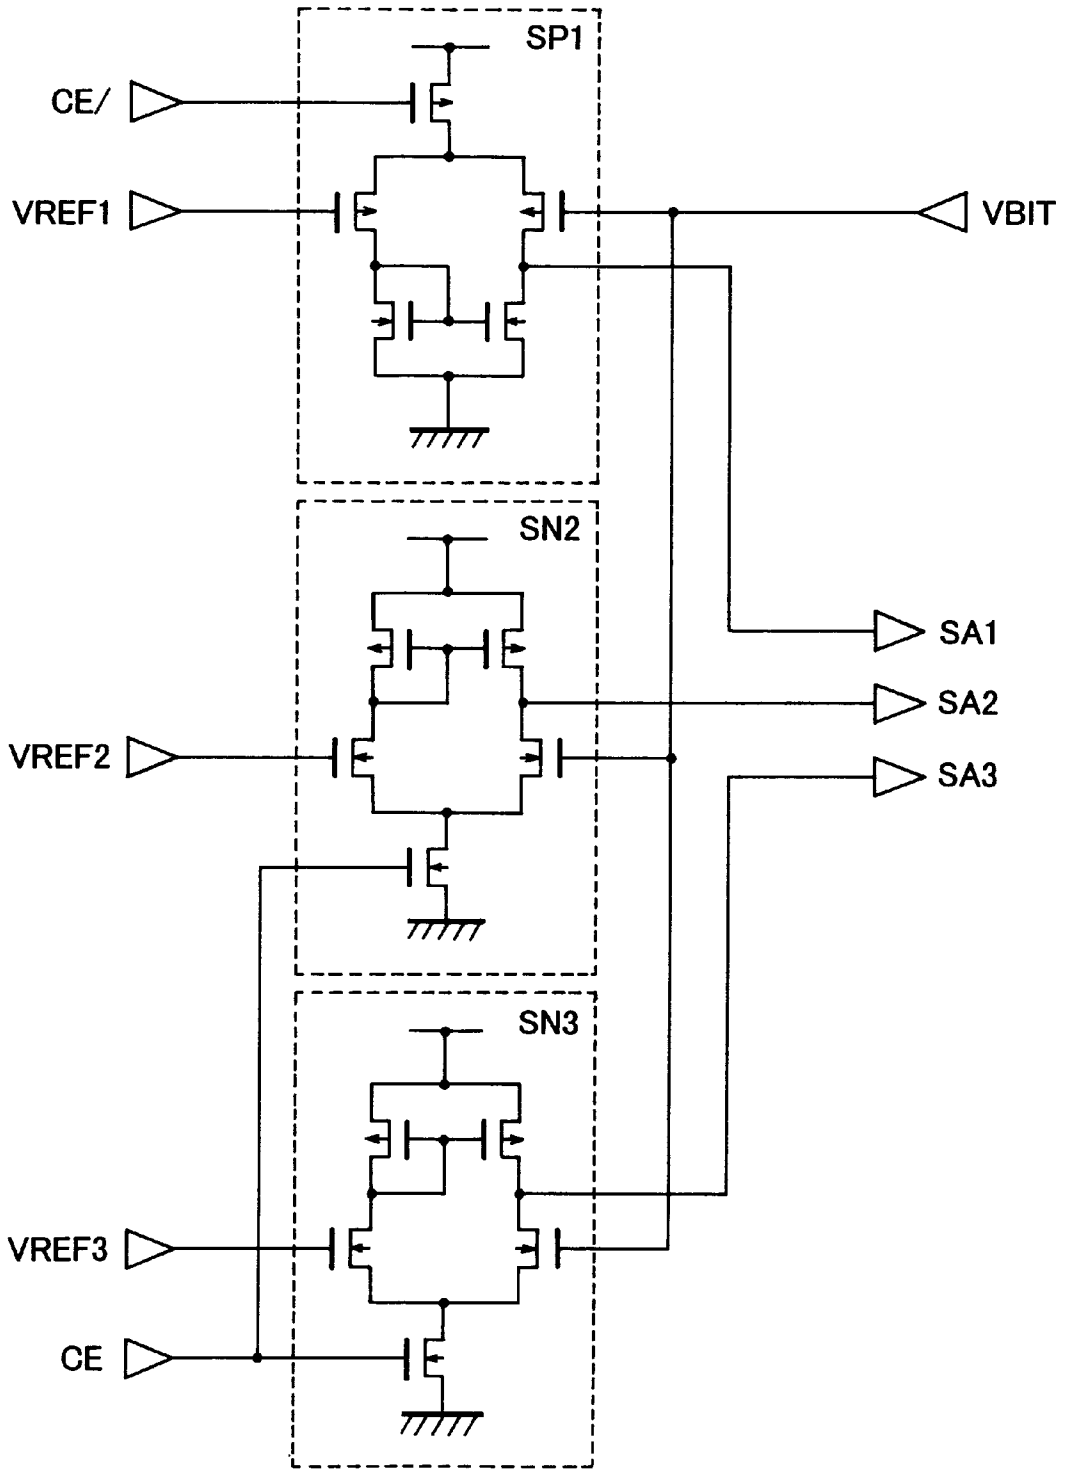 SP1
CE/
VREF1
VBIT
SN2
SA1
SA2
VREF2
SA3
SN3
VREF3
CE